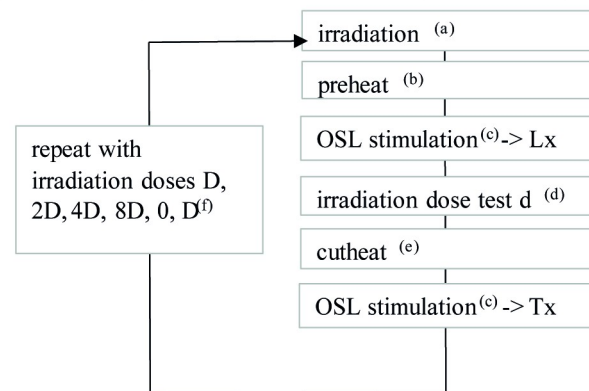 irradiation (a)
preheat (b)
OSL stimulation(c)-> Lx
irradiation dose test d (d)
cutheat (e)
OSL stimulation(c)-> Tx
repeat with
irradiation doses D,
2D, 4D, 8D, 0, D(f)